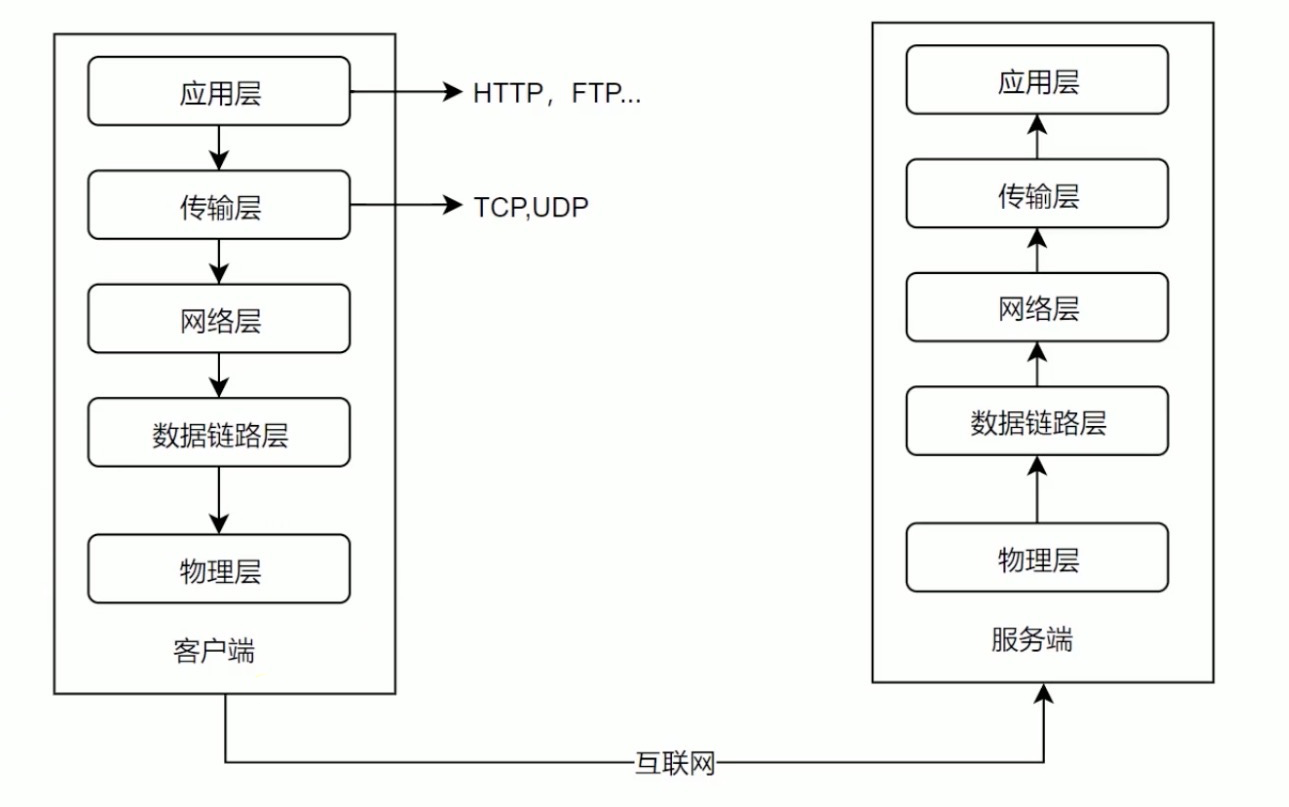 应用层
HTTP，FTP...
传输层
TCP,UDP
网络层
数据链路层
物理层
客户端
应用层
传输层
网络层
数据链路层
物理层
服务端
互联网